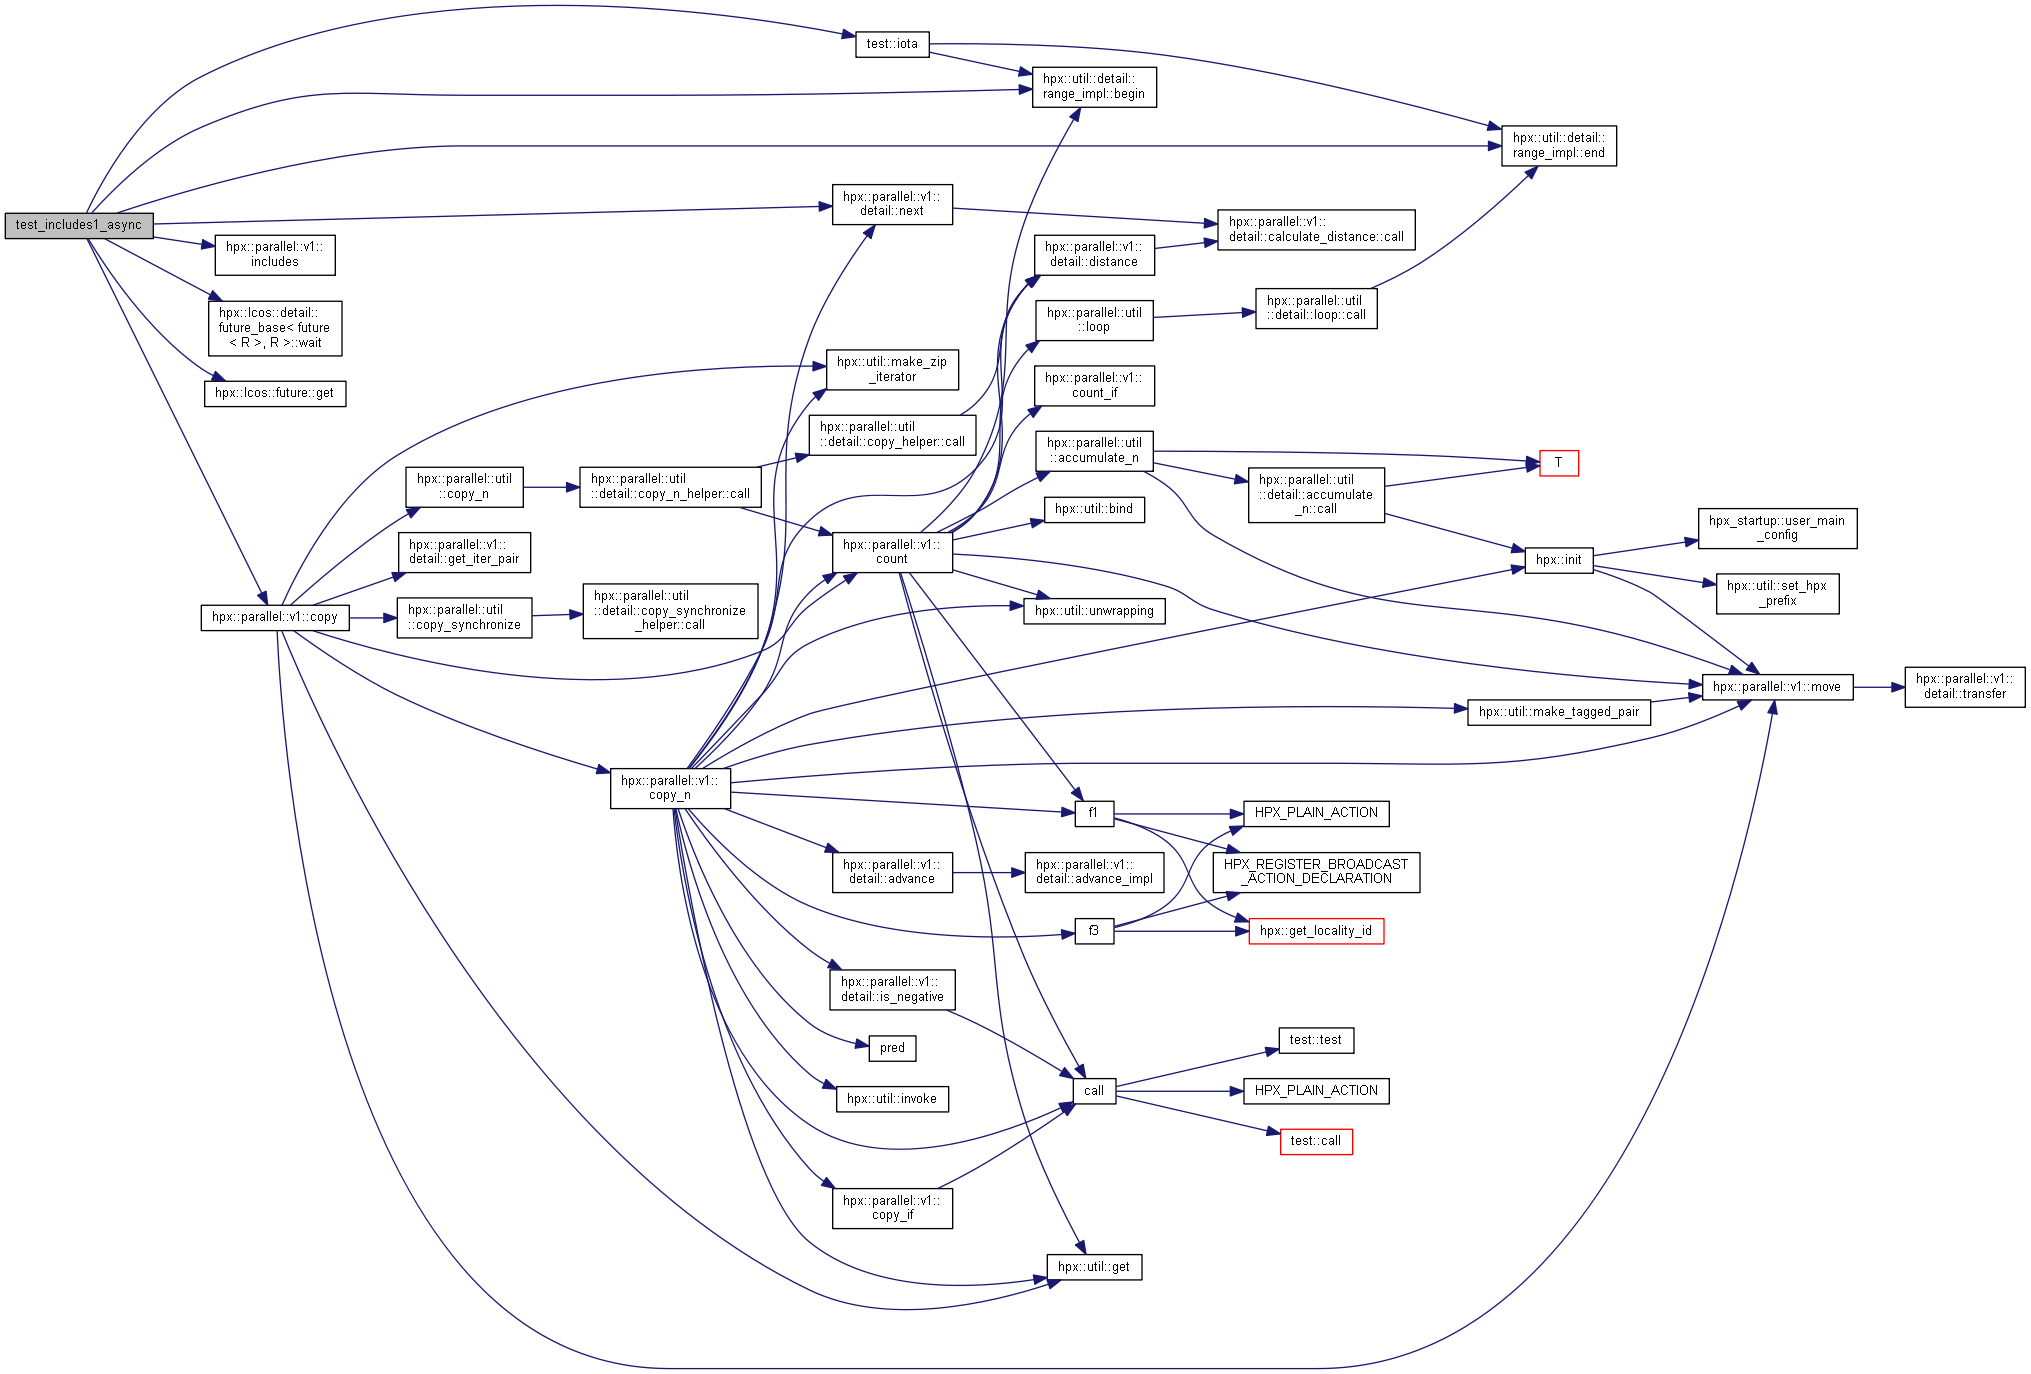 test::iota
hpx::util::detail::
range_impl::begin
hpx::util::detail::
range_impl::end
test_includes1_async
hpx::parallel::v1::
detail::next
hpx::parallel::v1::
detail::calculate_distance::call
hpx::parallel::v1::
includes
hpx::parallel::v1::
detail::distance
hpx::lcos::detail::
future_base< future
< R >, R >::wait
hpx::parallel::util
::loop
hpx::parallel::util
::detail::loop::call
hpx::util::make_zip
_iterator
hpx::lcos::future::get
hpx::parallel::v1::
count_if
hpx::parallel::util
::detail::copy_helper::call
hpx::parallel::util
::accumulate_n
T
hpx::parallel::util
::copy_n
hpx::parallel::util
::detail::copy_n_helper::call
hpx::parallel::util
::detail::accumulate
_n::call
hpx::util::bind
hpx_startup::user_main
_config
hpx::parallel::v1::
detail::get_iter_pair
hpx::parallel::v1::
count
hpx::init
hpx::util::set_hpx
_prefix
hpx::parallel::v1::copy
hpx::parallel::util
::copy_synchronize
hpx::parallel::util
::detail::copy_synchronize
_helper::call
hpx::util::unwrapping
hpx::parallel::v1::move
hpx::parallel::v1::
detail::transfer
hpx::util::make_tagged_pair
hpx::parallel::v1::
copy_n
f1
HPX_PLAIN_ACTION
hpx::parallel::v1::
detail::advance
hpx::parallel::v1::
detail::advance_impl
HPX_REGISTER_BROADCAST
_ACTION_DECLARATION
f3
hpx::get_locality_id
hpx::parallel::v1::
detail::is_negative
pred
test::test
hpx::util::invoke
call
HPX_PLAIN_ACTION
test::call
hpx::parallel::v1::
copy_if
hpx::util::get